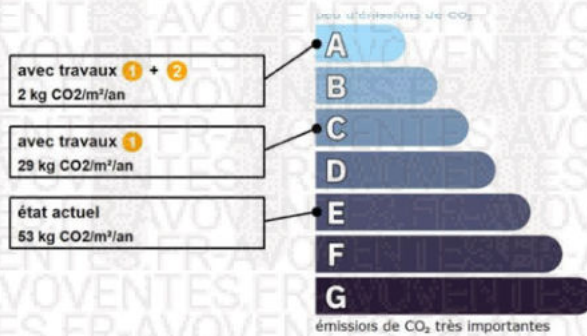 peu d'émissions de CO₂
A
avec travaux 1 + 2
2 kg CO2/m²/an
B
avec travaux 1
29 kg CO2/m²/an
C
D
état actuel
53 kg CO2/m²/an
E
F
G
émissions de CO₂ très importantes